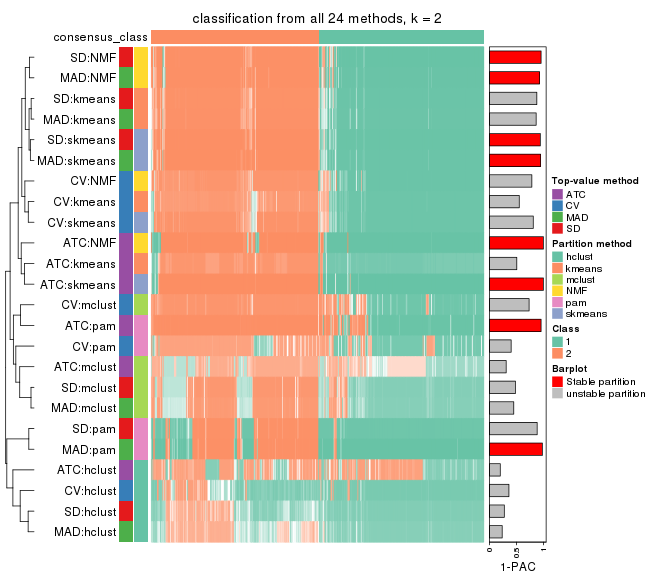 classification from all 24 methods, k = 2
consensus_class
SD:NMF
MAD:NMF
SD:kmeans
MAD:kmeans
SD:skmeans
MAD:skmeans
CV:NMF
CV:kmeans
CV:skmeans
ATC:NMF
ATC:kmeans
ATC:skmeans
CV:mclust
ATC:pam
CV:pam
ATC:mclust
SD:mclust
MAD:mclust
SD:pam
MAD:pam
ATC:hclust
CV:hclust
SD:hclust
MAD:hclust
0 0.5 1
1-PAC
Top-value method
ATC
CV
MAD
SD
Partition method
hclust
kmeans
mclust
NMF
pam
skmeans
Class
1
2
Barplot
Stable partition
unstable partition